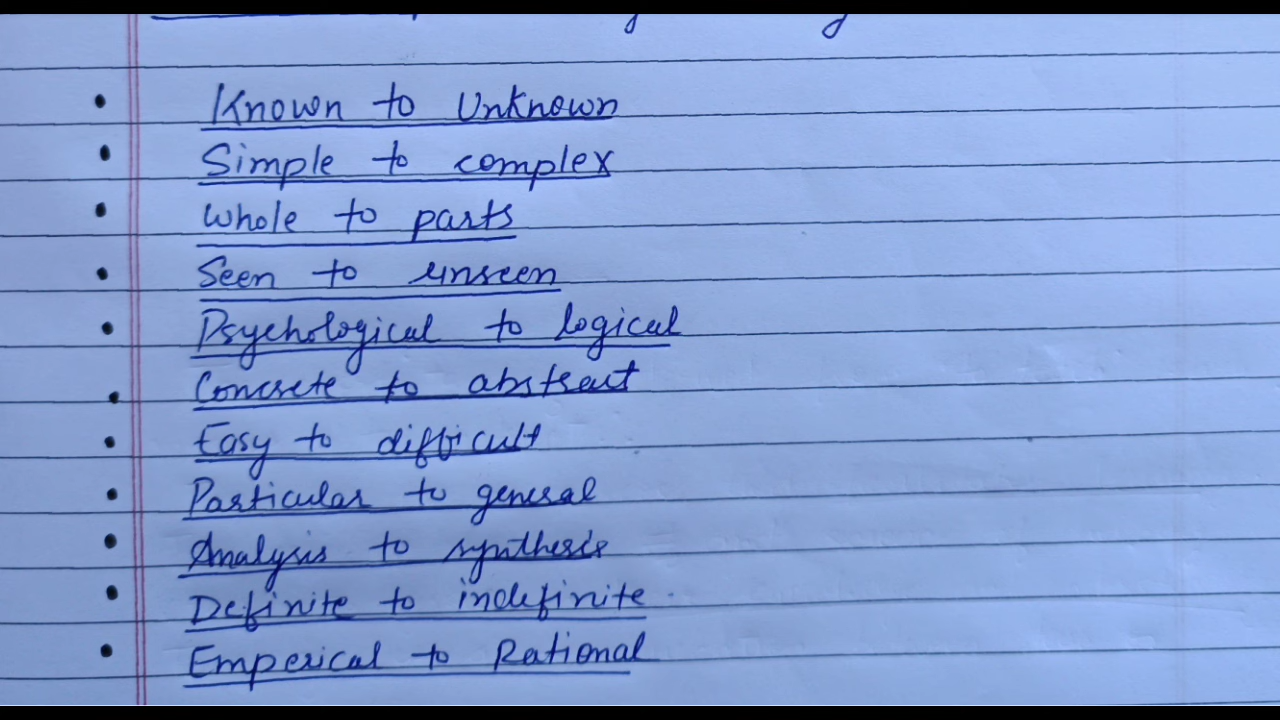 Known to Unknown
Simple to complex
Whole to parts
Seen to unseen
Psychological to logical
Concrete to abstract
Easy to difficult
Particular to general
Analysis to synthesis
Definite to indefinite
Emperical to Rational